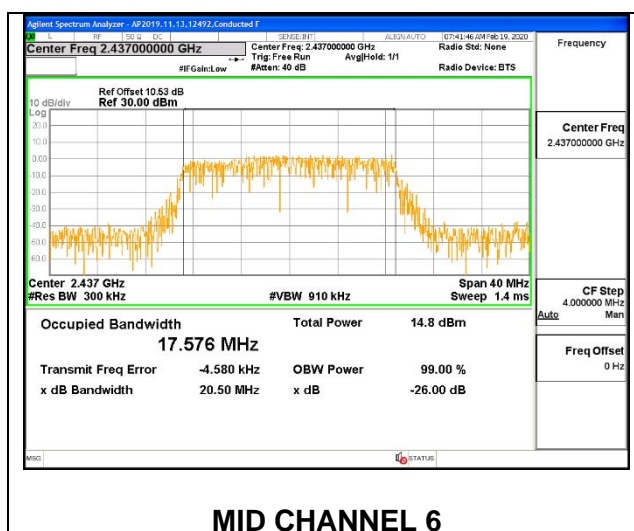 Agilent Spectrum Analyzer - AP2019.11.13,12492,Conducted F
L RF 50 Ω DC SENSE:INT ALIGN AUTO 07:41:46 AM Feb 19, 2020
Center Freq 2.437000000 GHz Center Freq: 2.437000000 GHz Radio Std: None Frequency
Trig: Free Run Avg|Hold: 1/1
#IFGain:Low #Atten: 40 dB Radio Device: BTS
Ref Offset 10.53 dB
10 dB/div Ref 30.00 dBm
Log
20.0
10.0
0.00
-10.0
-20.0
-30.0
-40.0
-50.0
-60.0
Center Freq
2.437000000 GHz
Center 2.437 GHz Span 40 MHz
#Res BW 300 kHz #VBW 910 kHz Sweep 1.4 ms
CF Step
4.000000 MHz
Auto Man
Occupied Bandwidth Total Power 14.8 dBm
17.576 MHz
Freq Offset
0 Hz
Transmit Freq Error -4.580 kHz OBW Power 99.00 %
x dB Bandwidth 20.50 MHz x dB -26.00 dB
MSG STATUS
MID CHANNEL 6